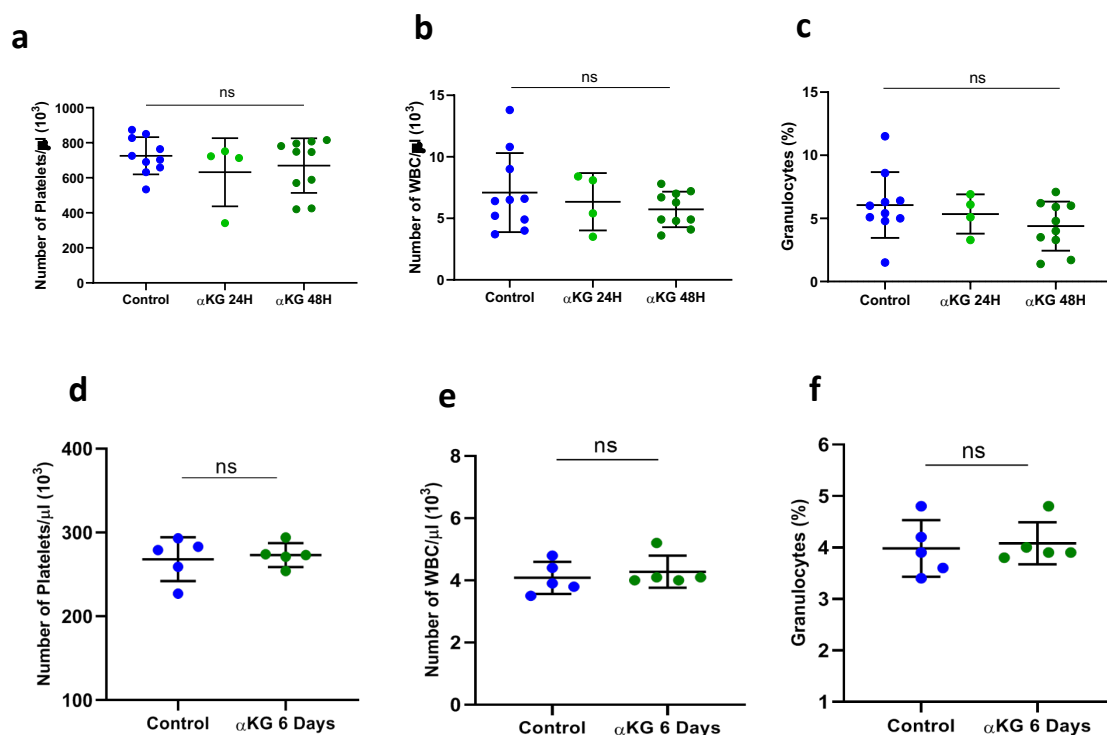 a
b
c
ns
ns
ns
Number of Platelets/µl (10³)
1000
800
600
400
200
0
Control
αKG 24H
αKG 48H
Number of WBC/µl (10³)
15
10
5
0
Control
αKG 24H
αKG 48H
Granulocytes (%)
15
10
5
0
Control
αKG 24H
αKG 48H
d
e
f
ns
ns
ns
Number of Platelets/µl (10³)
400
300
200
100
Control
αKG 6 Days
Number of WBC/µl (10³)
8
6
4
2
0
Control
αKG 6 Days
Granulocytes (%)
6
5
4
3
2
1
Control
αKG 6 Days